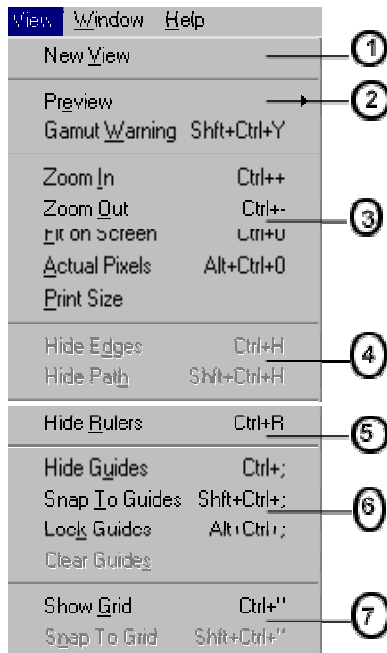 View Window Help
New View 1
Preview 2
Gamut Warning Shft+Ctrl+Y
Zoom In Ctrl++
Zoom Out Ctrl+- 3
Fit on Screen Ctrl+0
Actual Pixels Alt+Ctrl+0
Print Size
Hide Edges Ctrl+H
Hide Path Shft+Ctrl+H 4
Hide Rulers Ctrl+R 5
Hide Guides Ctrl+;
Snap To Guides Shft+Ctrl+; 6
Lock Guides Alt+Ctrl+;
Clear Guides
Show Grid Ctrl+" 7
Snap To Grid Shft+Ctrl+"